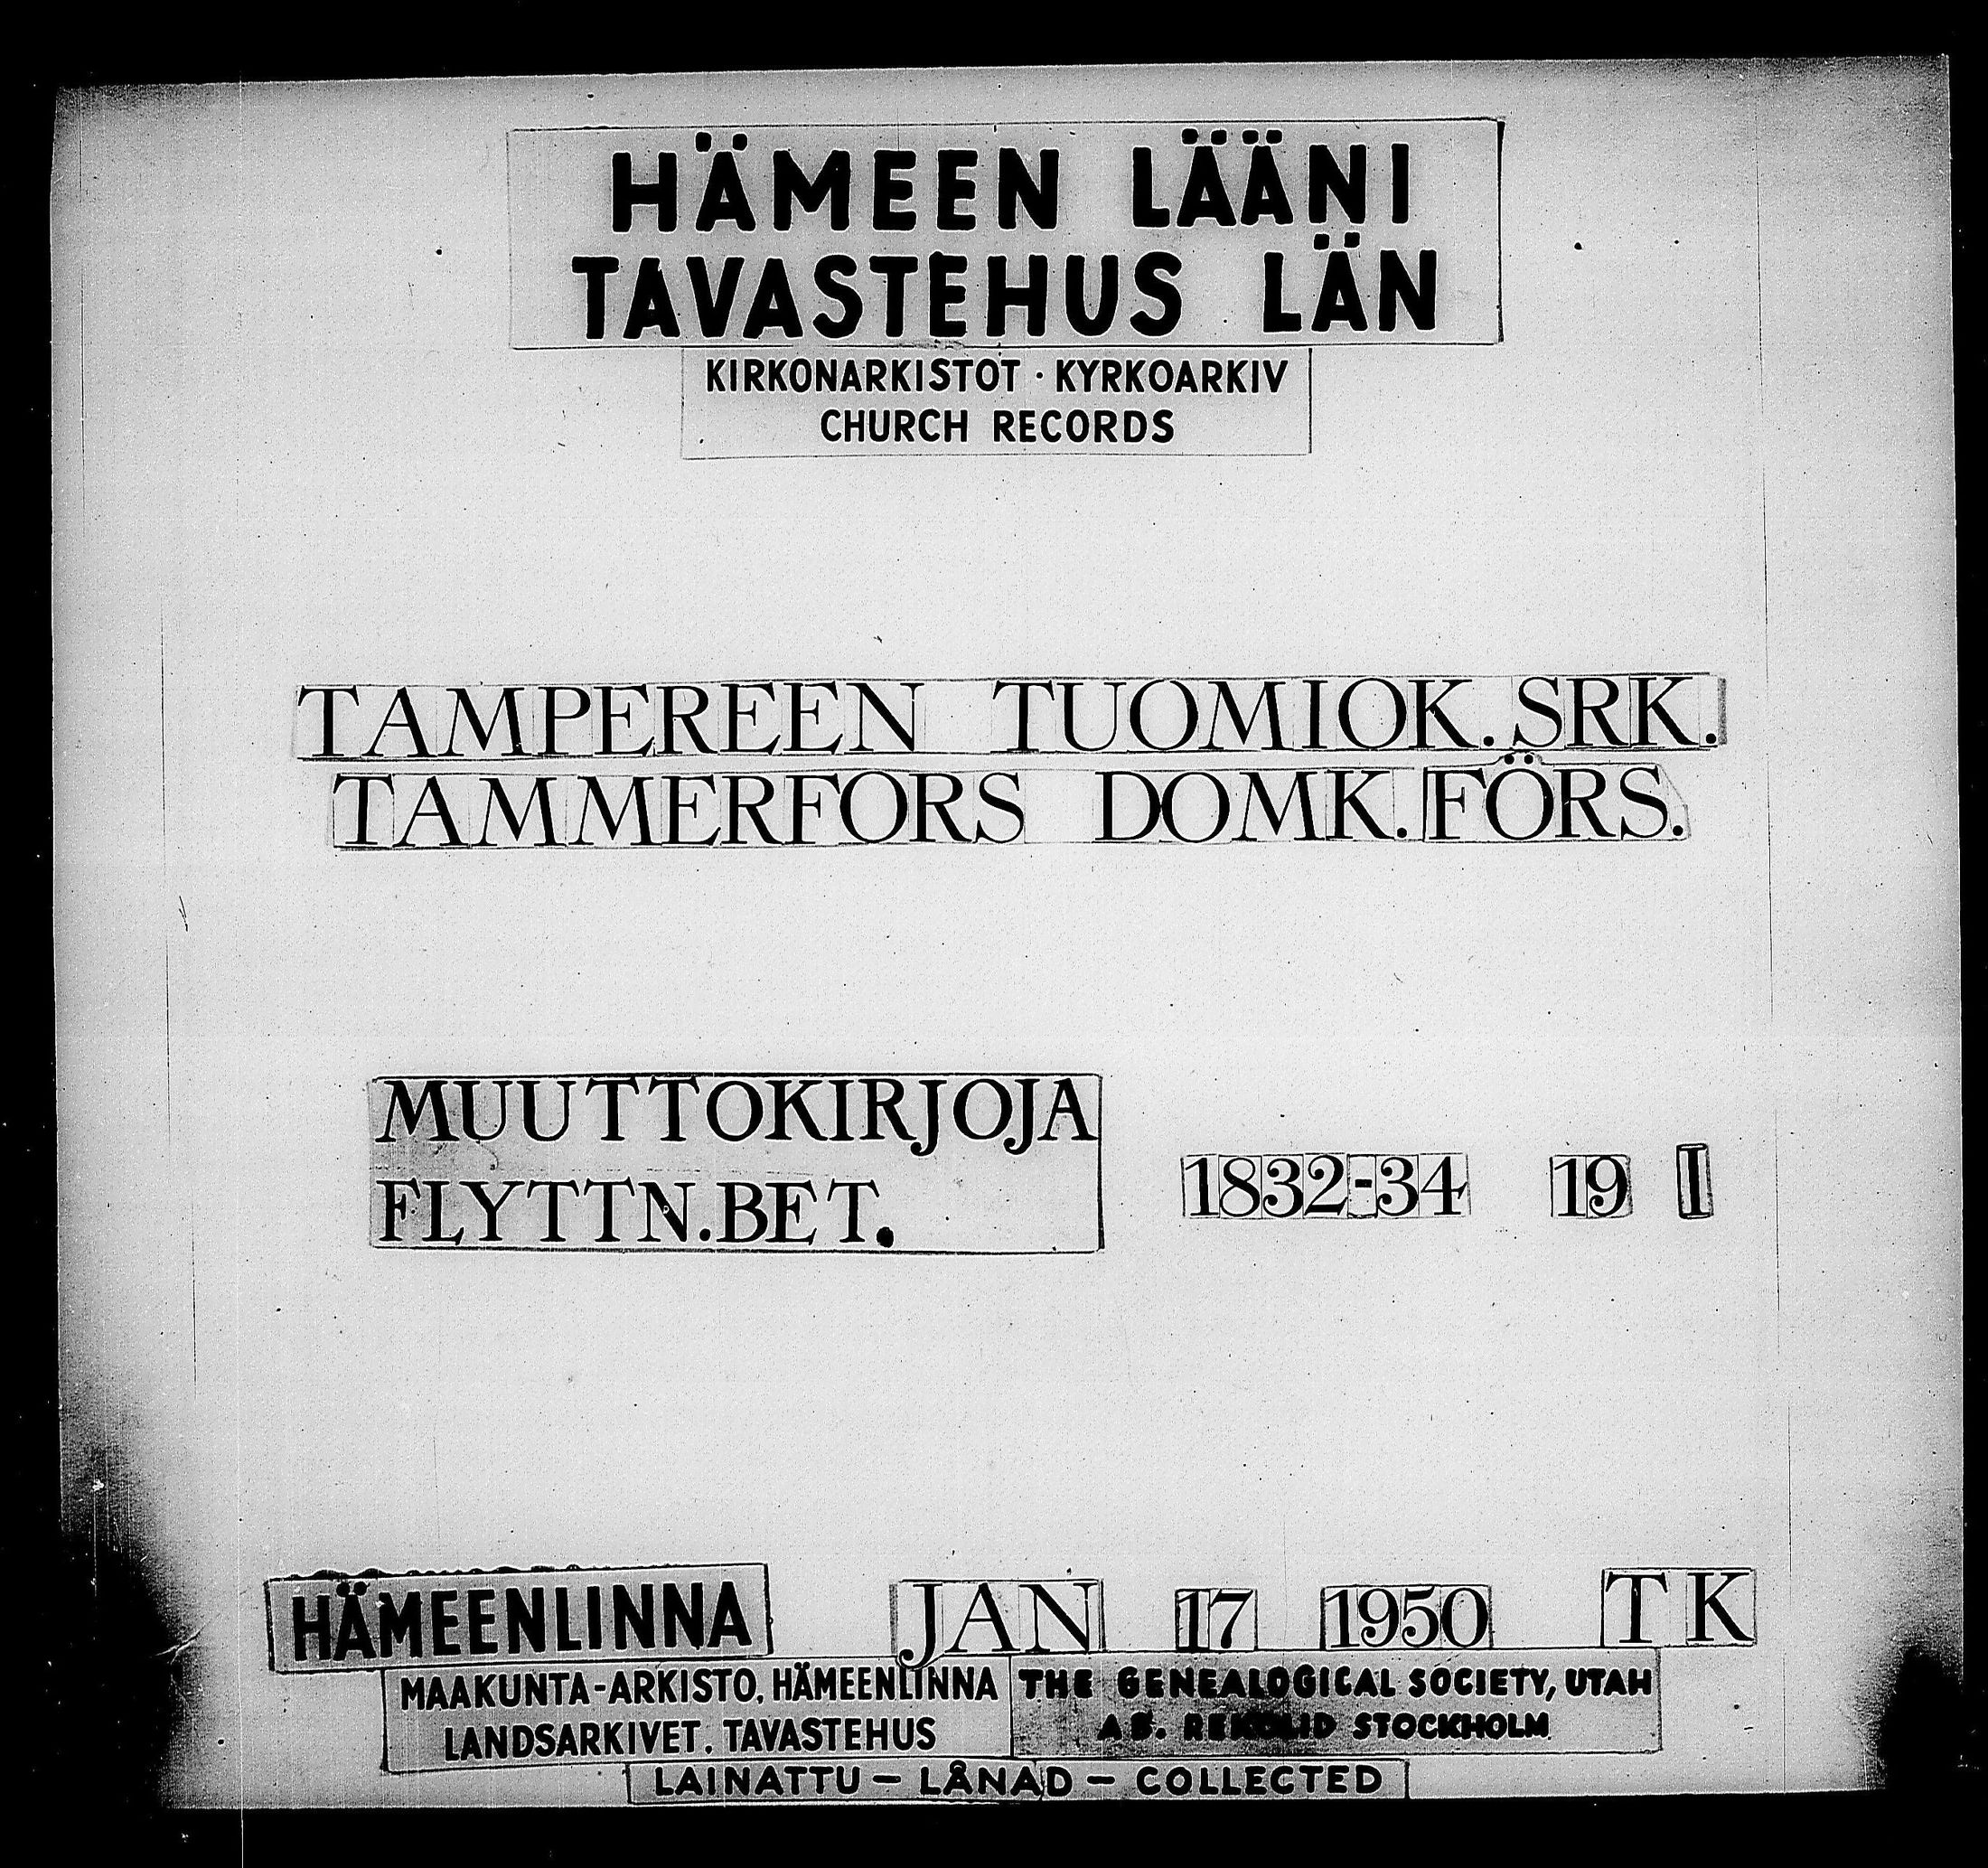 HÄMEEN LÄÄNI
TAVASTEHUS LÄN
KIRKONARKISTOT · KYRKOARKIV
CHURCH RECORDS
TAMPEREEN TUOMIOK. SRK.
TAMMERFORS DOMK. FÖRS.
MUUTTOKIRJOJA
FLYTTN. BET.
1832-34 19 I
HÄMEENLINNA JAN 17 1950 TK
MAAKUNTA-ARKISTO, HÄMEENLINNA
LANDSARKIVET, TAVASTEHUS
THE GENEALOGICAL SOCIETY, UTAH
AB. REKOLID STOCKHOLM
LAINATTU – LÅNAD – COLLECTED